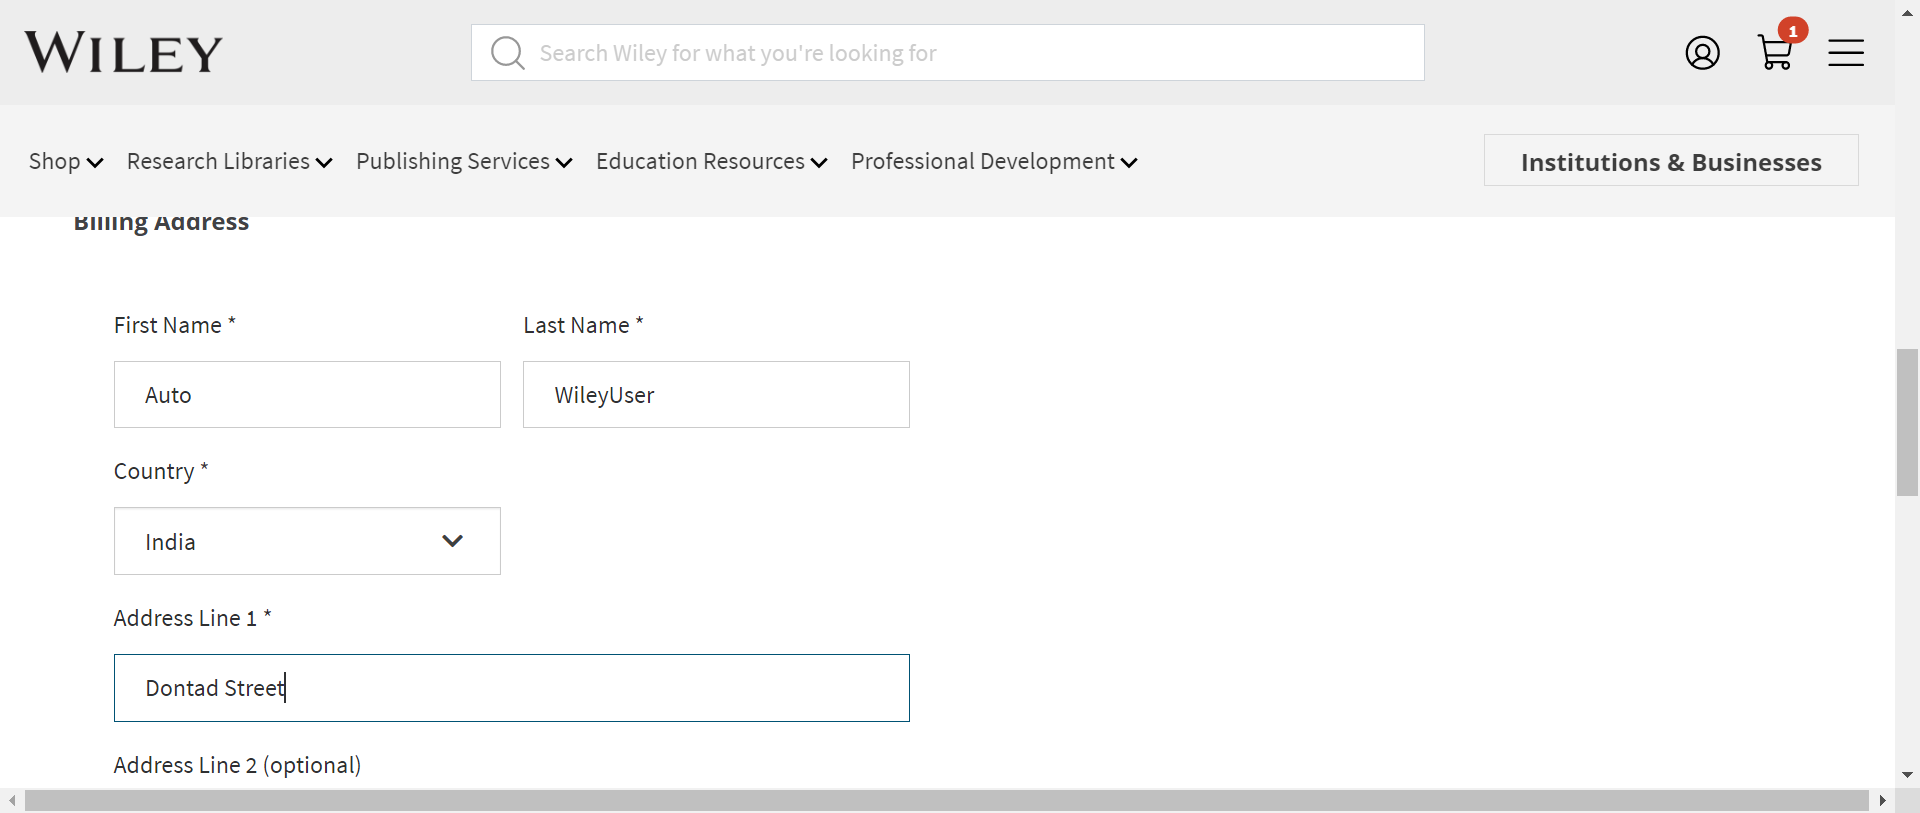 WILEY
Search Wiley for what you're looking for
1
Shop Research Libraries Publishing Services Education Resources Professional Development Institutions & Businesses
Billing Address
First Name * Last Name *
Auto WileyUser
Country *
India
Address Line 1 *
Dontad Street
Address Line 2 (optional)